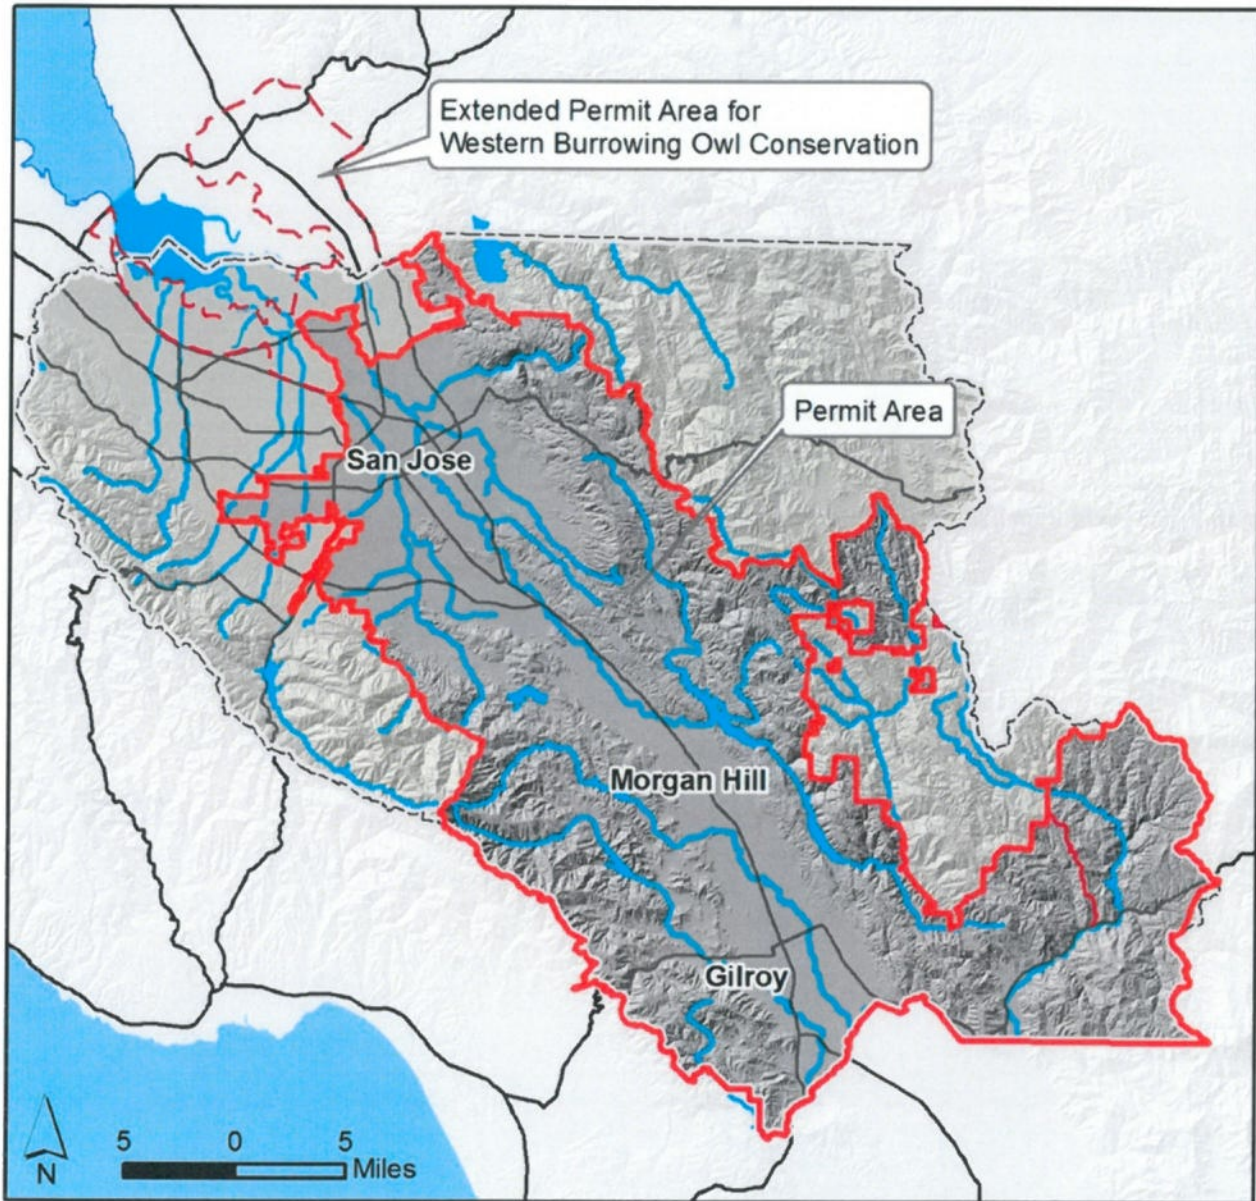 Extended Permit Area for
Western Burrowing Owl Conservation
Permit Area
San Jose
Morgan Hill
Gilroy
N
5 0 5
Miles